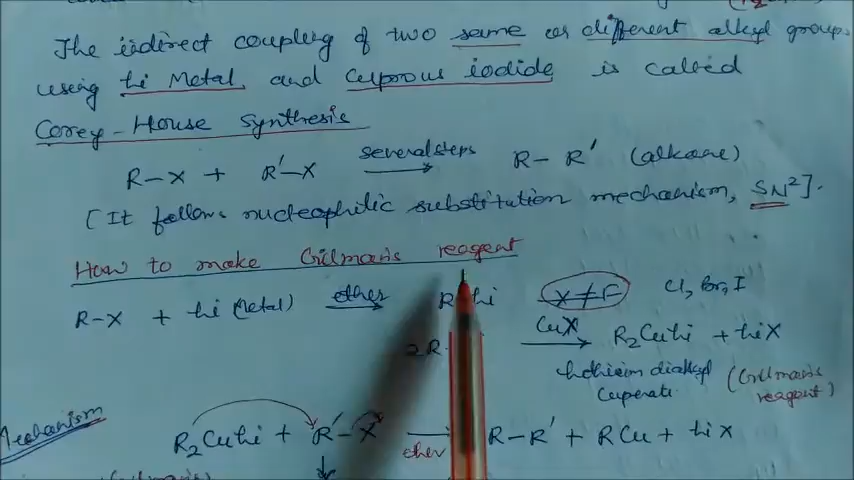 The indirect coupling of two same or different alkyl groups
using Li Metal and Cuprous iodide is called
Corey-House synthesis
R-X + R'-X several steps → R-R' (alkane)
[It follows nucleophilic substitution mechanism, SN²].
How to make Gilman's reagent
R-X + Li (Metal) ether → R Li X≠F Cl, Br, I
2R CuX → R₂CuLi + LiX
Lithium dialkyl (Gilman's
Cuperate reagent)
Mechanism
R₂CuLi + R'-X → ether R-R' + RCu + LiX